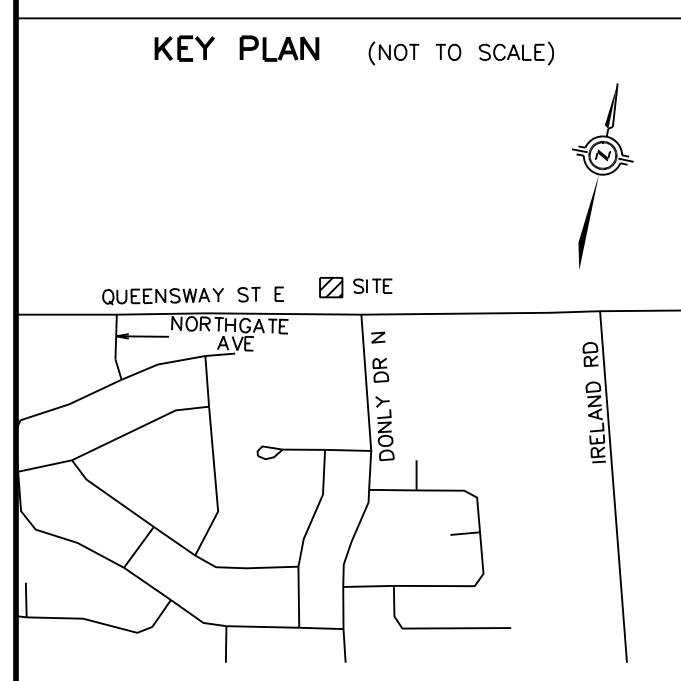 KEY PLAN (NOT TO SCALE)
Z
QUEENSWAY ST E
SITE
NORTHGATE
AVE
DONLY DR N
IRELAND RD